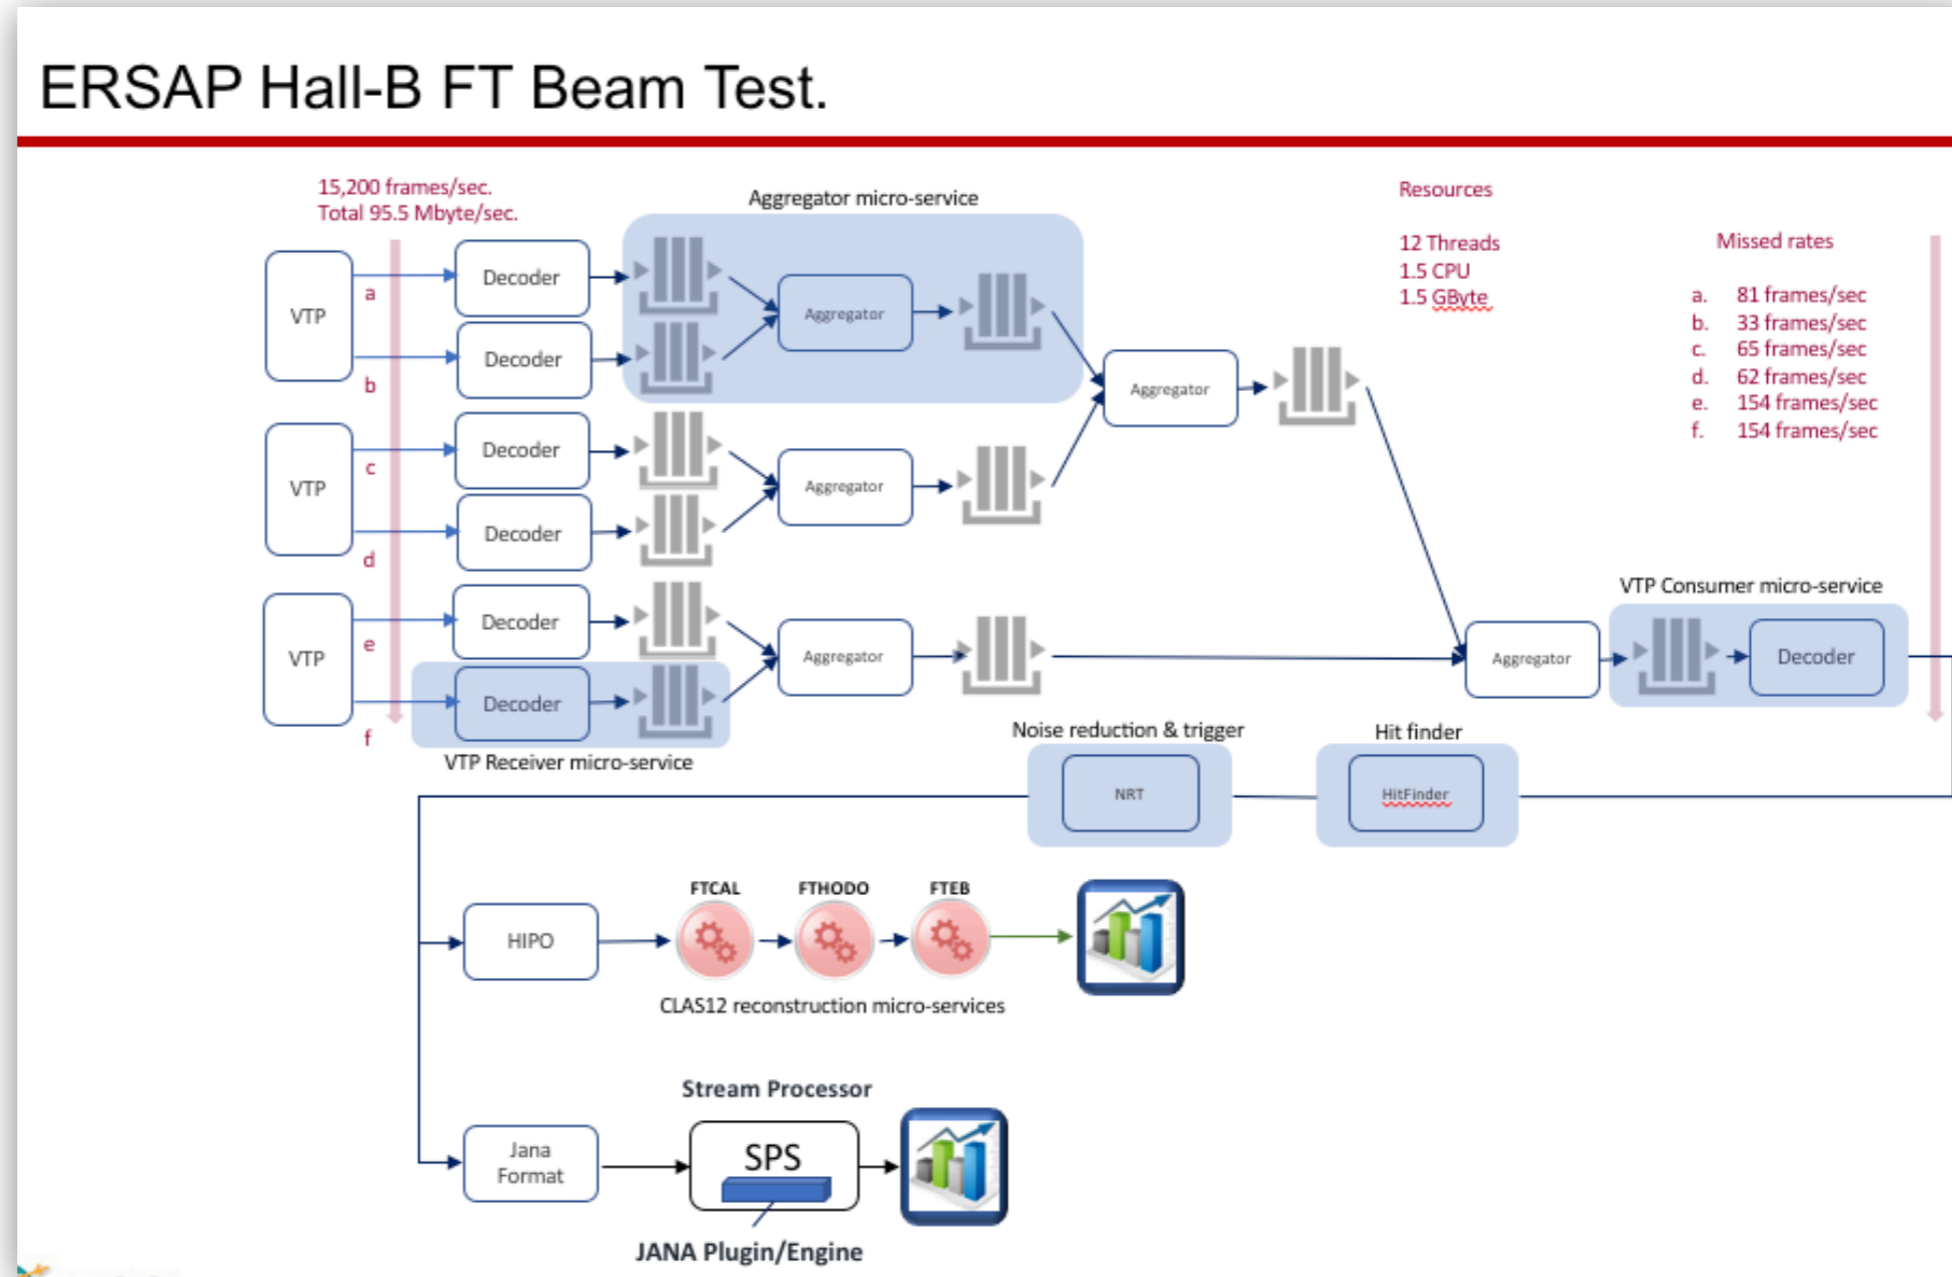 ERSAP Hall-B FT Beam Test.
15,200 frames/sec.
Total 95.5 Mbyte/sec.
Aggregator micro-service
Resources
12 Threads
1.5 CPU
1.5 GByte
Missed rates
a. 81 frames/sec
b. 33 frames/sec
c. 65 frames/sec
d. 62 frames/sec
e. 154 frames/sec
f. 154 frames/sec
VTP
a
b
Decoder
Decoder
Aggregator
Aggregator
VTP
c
d
Decoder
Decoder
Aggregator
VTP
e
f
Decoder
Decoder
Aggregator
VTP Receiver micro-service
Aggregator
VTP Consumer micro-service
Decoder
Noise reduction & trigger
NRT
Hit finder
HitFinder
HIPO
FTCAL
FTHODO
FTEB
CLAS12 reconstruction micro-services
Stream Processor
Jana
Format
SPS
JANA Plugin/Engine